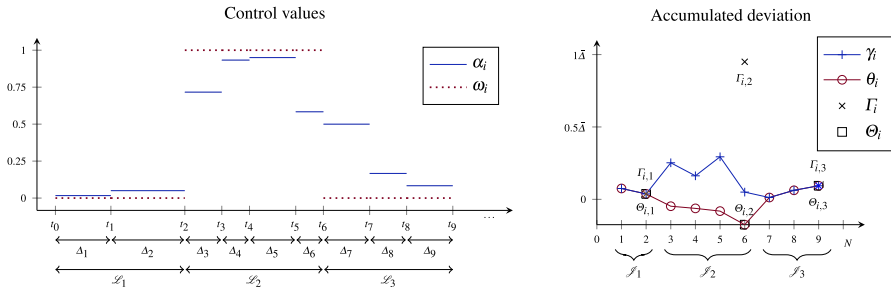 Control values
1
0.75
0.5
0.25
0
α_i
ω_i
t_0 t_1 t_2 t_3 t_4 t_5 t_6 t_7 t_8 t_9 ...
Δ_1 Δ_2 Δ_3 Δ_4 Δ_5 Δ_6 Δ_7 Δ_8 Δ_9
ℒ_1 ℒ_2 ℒ_3
Accumulated deviation
1Δ̄
0.5Δ̄
0
γ_i
θ_i
Γ_i
Θ_i
Γ_{i,2}
Γ_{i,1} Γ_{i,3}
Θ_{i,1} Θ_{i,2} Θ_{i,3}
0 1 2 3 4 5 6 7 8 9 N
𝒥_1 𝒥_2 𝒥_3